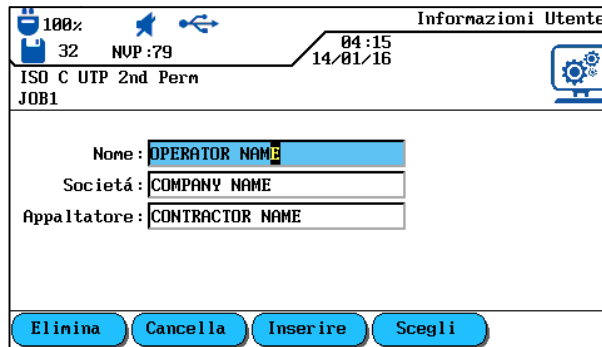 100% Informazioni Utente
32 NVP:79 04:15
14/01/16
ISO C UTP 2nd Perm
JOB1
Nome: OPERATOR NAME
Societá: COMPANY NAME
Appaltatore: CONTRACTOR NAME
Elimina Cancella Inserire Scegli